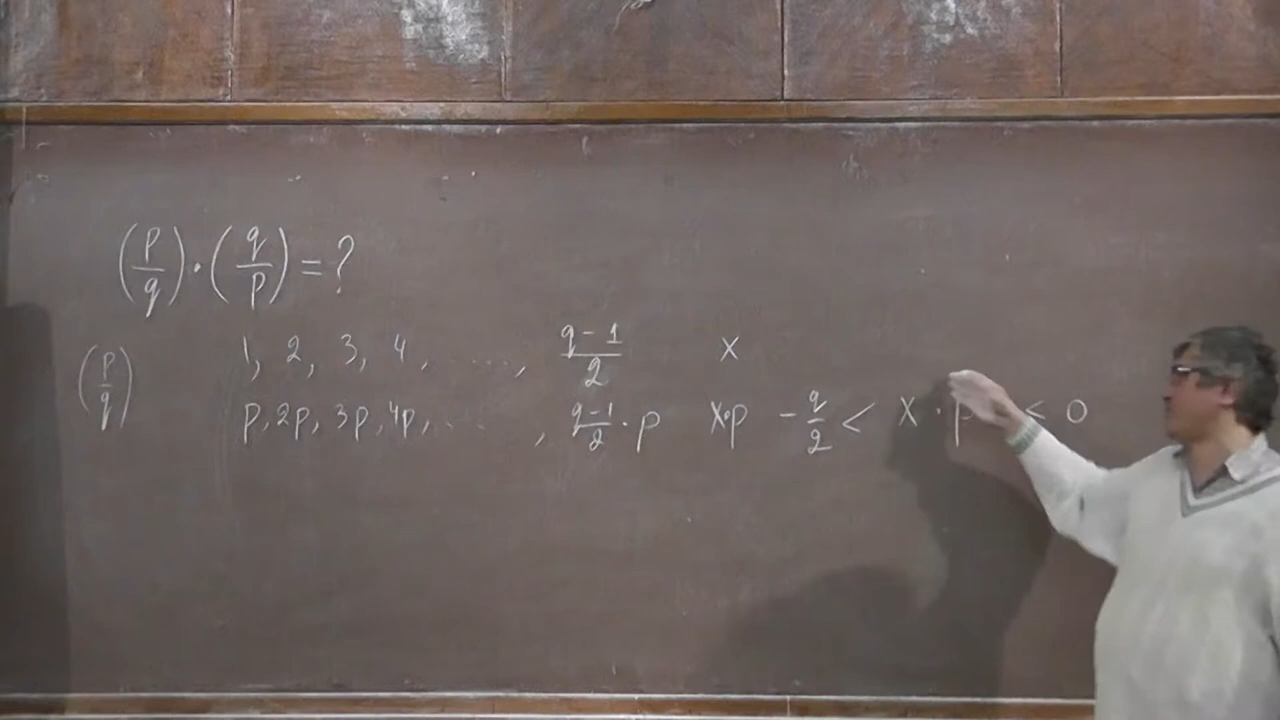 (p/q)·(q/p)=?
(p/q) 1, 2, 3, 4, ...., (q-1)/2 x
p, 2p, 3p, 4p, ..., (q-1)/2·p x·p -q/2 < x·p < 0